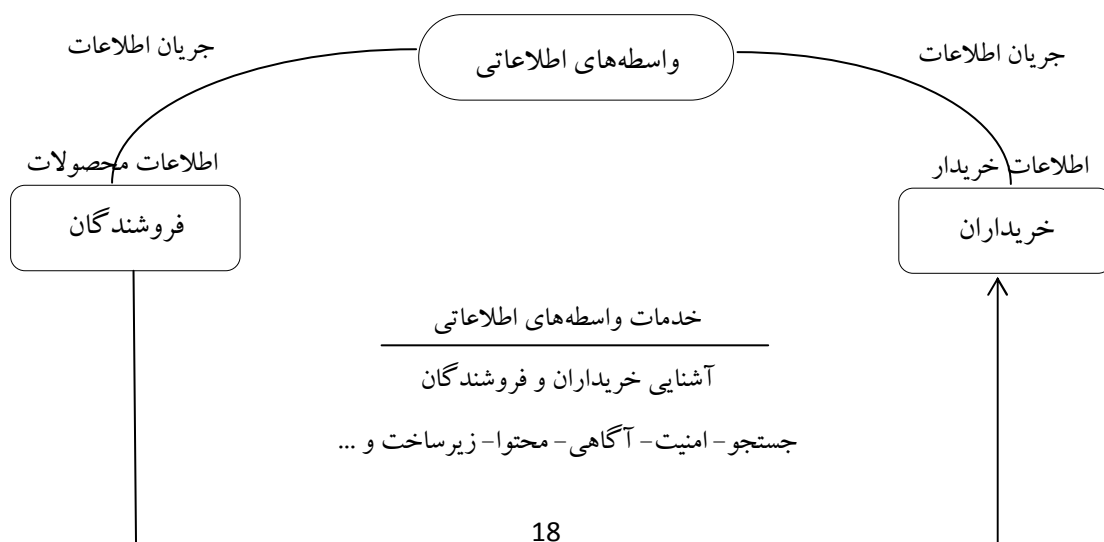 واسطه‌های اطلاعاتی
جریان اطلاعات
جریان اطلاعات
اطلاعات خریدار
اطلاعات محصولات
خریداران
فروشندگان
خدمات واسطه‌های اطلاعاتی
آشنایی خریداران و فروشندگان
جستجو – امنیت – آگاهی – محتوا – زیرساخت و ...
18